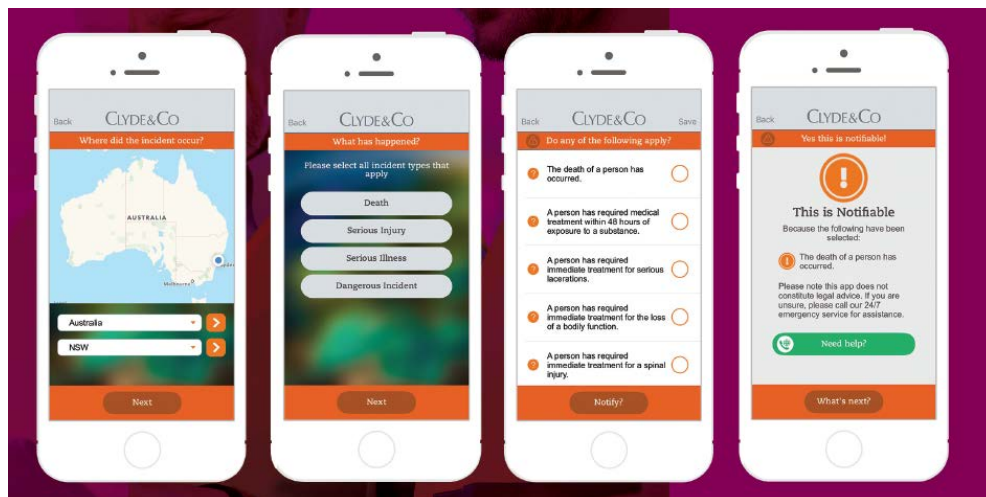 Back
CLYDE&CO
Where did the incident occur?
AUSTRALIA
Melbourne
Australia
NSW
Next
Back
CLYDE&CO
What has happened?
Please select all incident types that
apply
Death
Serious Injury
Serious Illness
Dangerous Incident
Next
Back
CLYDE&CO
Save
Do any of the following apply?
The death of a person has
occurred.
A person has required medical
treatment within 48 hours of
exposure to a substance.
A person has required
immediate treatment for serious
lacerations.
A person has required
immediate treatment for the loss
of a bodily function.
A person has required
immediate treatment for a spinal
injury.
Notify?
Back
CLYDE&CO
Yes this is notifiable!
This is Notifiable
Because the following have been
selected:
The death of a person has
occurred.
Please note this app does not
constitute legal advice. If you are
unsure, please call our 24/7
emergency service for assistance.
Need help?
What's next?